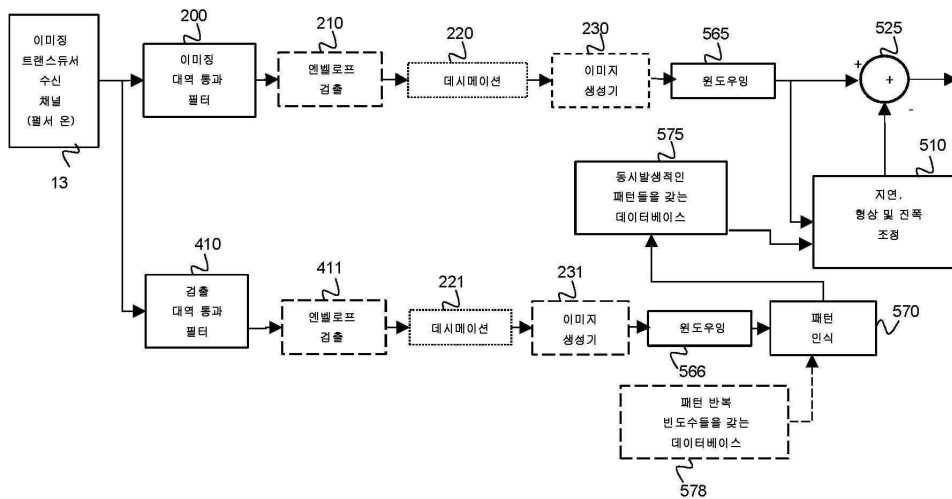 200
210
220
230
565
525
이미징
트랜스듀서
수신
채널
(펄서 온)
13
이미징
대역 통과
필터
엔벨로프
검출
데시메이션
이미지
생성기
윈도우잉
+
+
-
575
동시발생적인
패턴들을 갖는
데이터베이스
510
지연,
형상 및 진폭
조정
410
411
221
231
검출
대역 통과
필터
엔벨로프
검출
데시메이션
이미지
생성기
윈도우잉
566
패턴
인식
570
패턴 반복
빈도수들을 갖는
데이터베이스
578